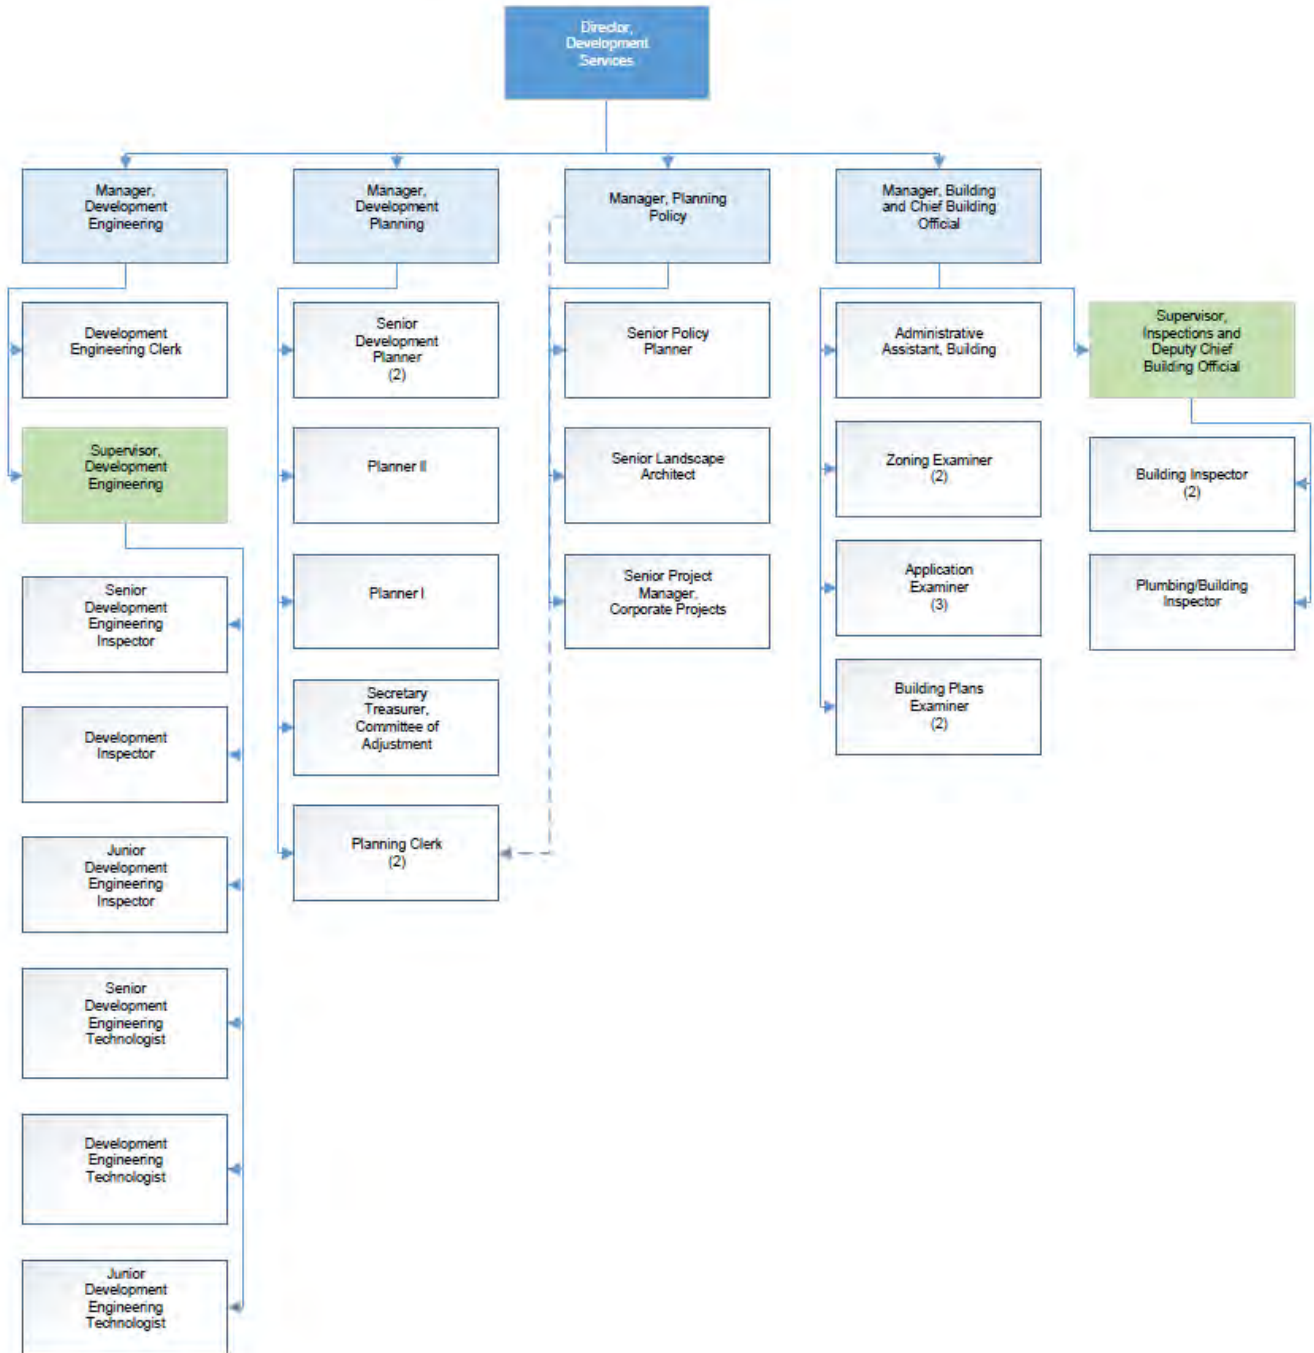 Director,
Development
Services
Manager,
Development
Engineering
Manager,
Development
Planning
Manager, Planning
Policy
Manager, Building
and Chief Building
Official
Development
Engineering Clerk
Senior
Development
Planner
(2)
Senior Policy
Planner
Administrative
Assistant, Building
Supervisor,
Inspections and
Deputy Chief
Building Official
Supervisor,
Development
Engineering
Planner II
Senior Landscape
Architect
Zoning Examiner
(2)
Building Inspector
(2)
Senior
Development
Engineering
Inspector
Planner I
Senior Project
Manager,
Corporate Projects
Application
Examiner
(3)
Plumbing/Building
Inspector
Development
Inspector
Secretary
Treasurer,
Committee of
Adjustment
Building Plans
Examiner
(2)
Junior
Development
Engineering
Inspector
Planning Clerk
(2)
Senior
Development
Engineering
Technologist
Development
Engineering
Technologist
Junior
Development
Engineering
Technologist